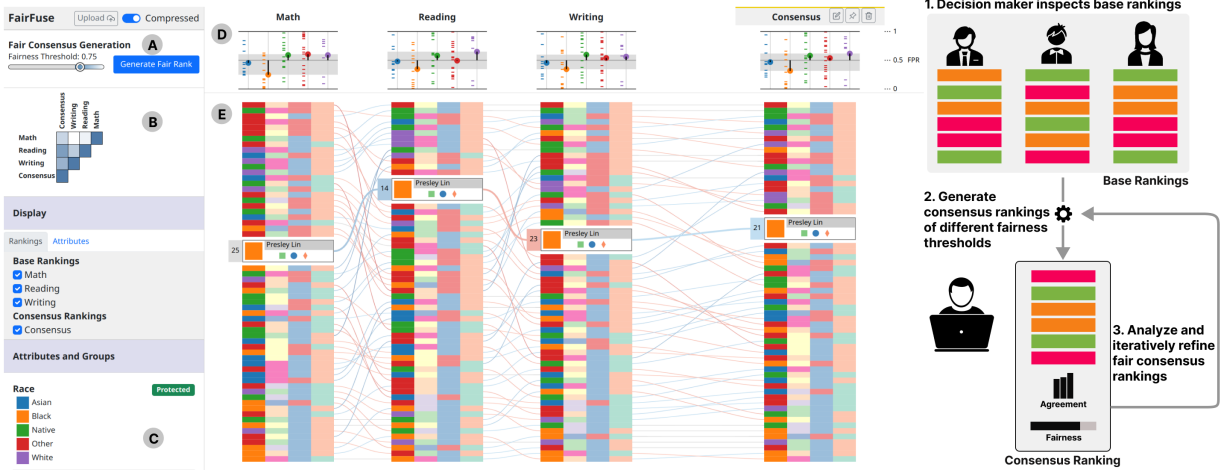 FairFuse
Upload
Compressed
A
Fair Consensus Generation
Fairness Threshold: 0.75
Generate Fair Rank
Consensus
Writing
Reading
Math
B
Math
Reading
Writing
Consensus
Display
Rankings
Attributes
Base Rankings
Math
Reading
Writing
Consensus Rankings
Consensus
Attributes and Groups
Race
Protected
Asian
Black
Native
Other
White
C
Math
Reading
Writing
Consensus
D
1
0.5 FPR
0
E
14
Presley Lin
25
Presley Lin
23
Presley Lin
21
Presley Lin
1. Decision maker inspects base rankings
Base Rankings
2. Generate
consensus rankings
of different fairness
thresholds
3. Analyze and
iteratively refine
fair consensus
rankings
Agreement
Fairness
Consensus Ranking